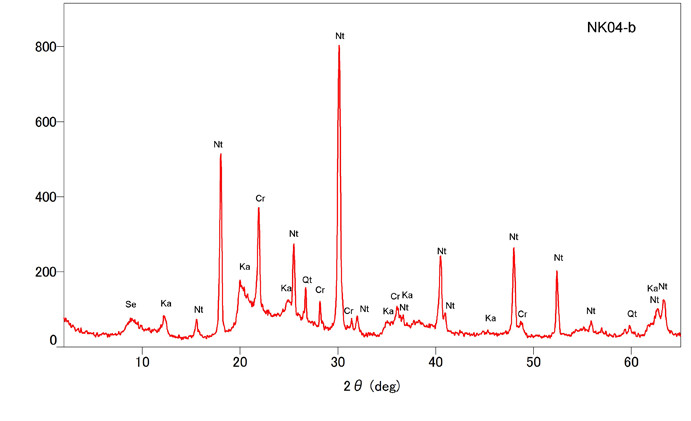 NK04-b
800
600
400
200
0
Se
Ka
Nt
Nt
Ka
Cr
Ka
Nt
Qt
Cr
Nt
Cr
Nt
Ka
Cr
Ka
Nt
Nt
Nt
Ka
Nt
Cr
Nt
Nt
Qt
Ka
Nt
Nt
10 20 30 40 50 60
2θ (deg)